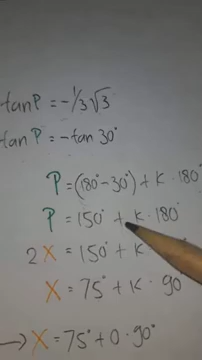 tan P = -1/3√3
tan P = -tan 30°
P = (180° - 30°) + K · 180°
P = 150° + K · 180°
2X = 150° + K ·
X = 75° + K · 90
→ X = 75° + 0 · 90°